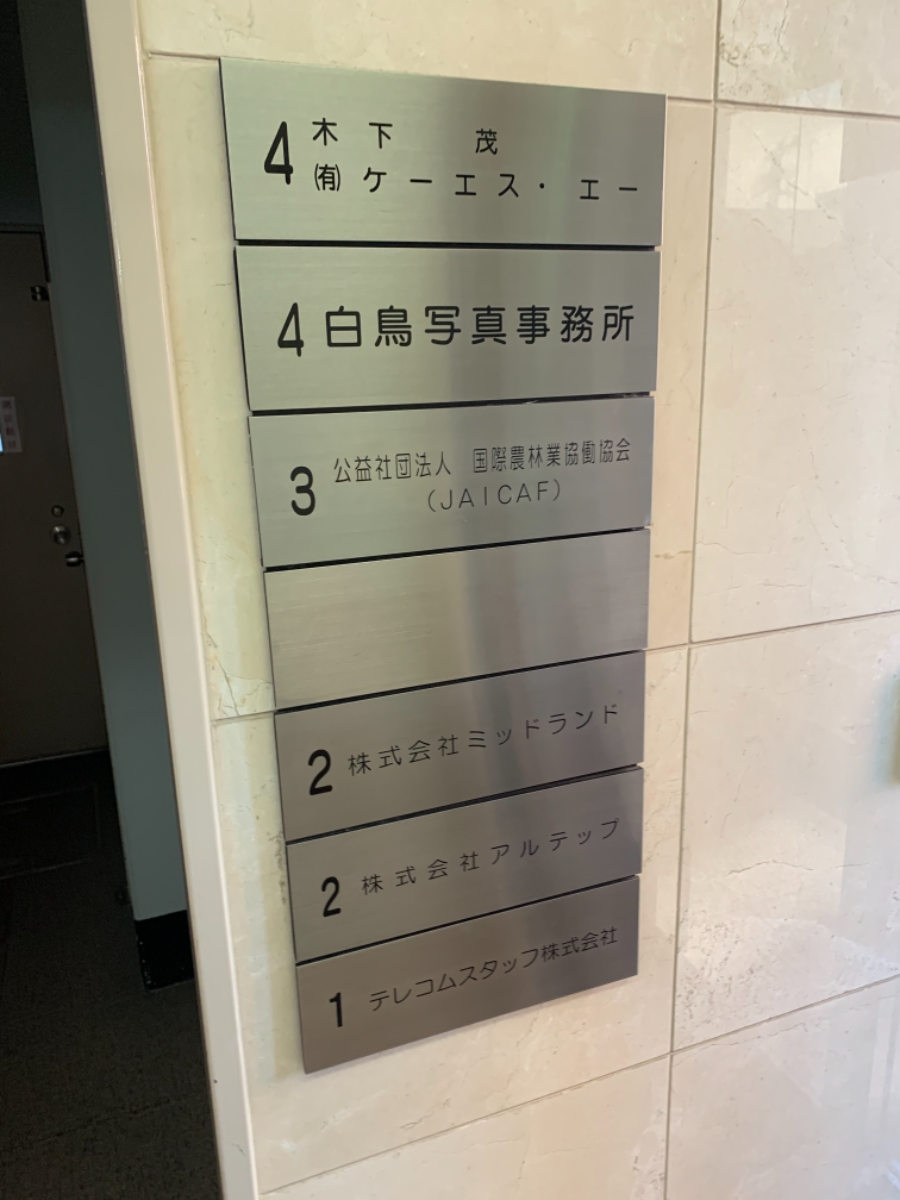 4 木下 茂
㈲ケーエス・エー
4 白鳥写真事務所
3 公益社団法人 国際農林業協働協会
(JAICAF)
2 株式会社ミッドランド
2 株式会社アルテップ
1 テレコムスタッフ株式会社